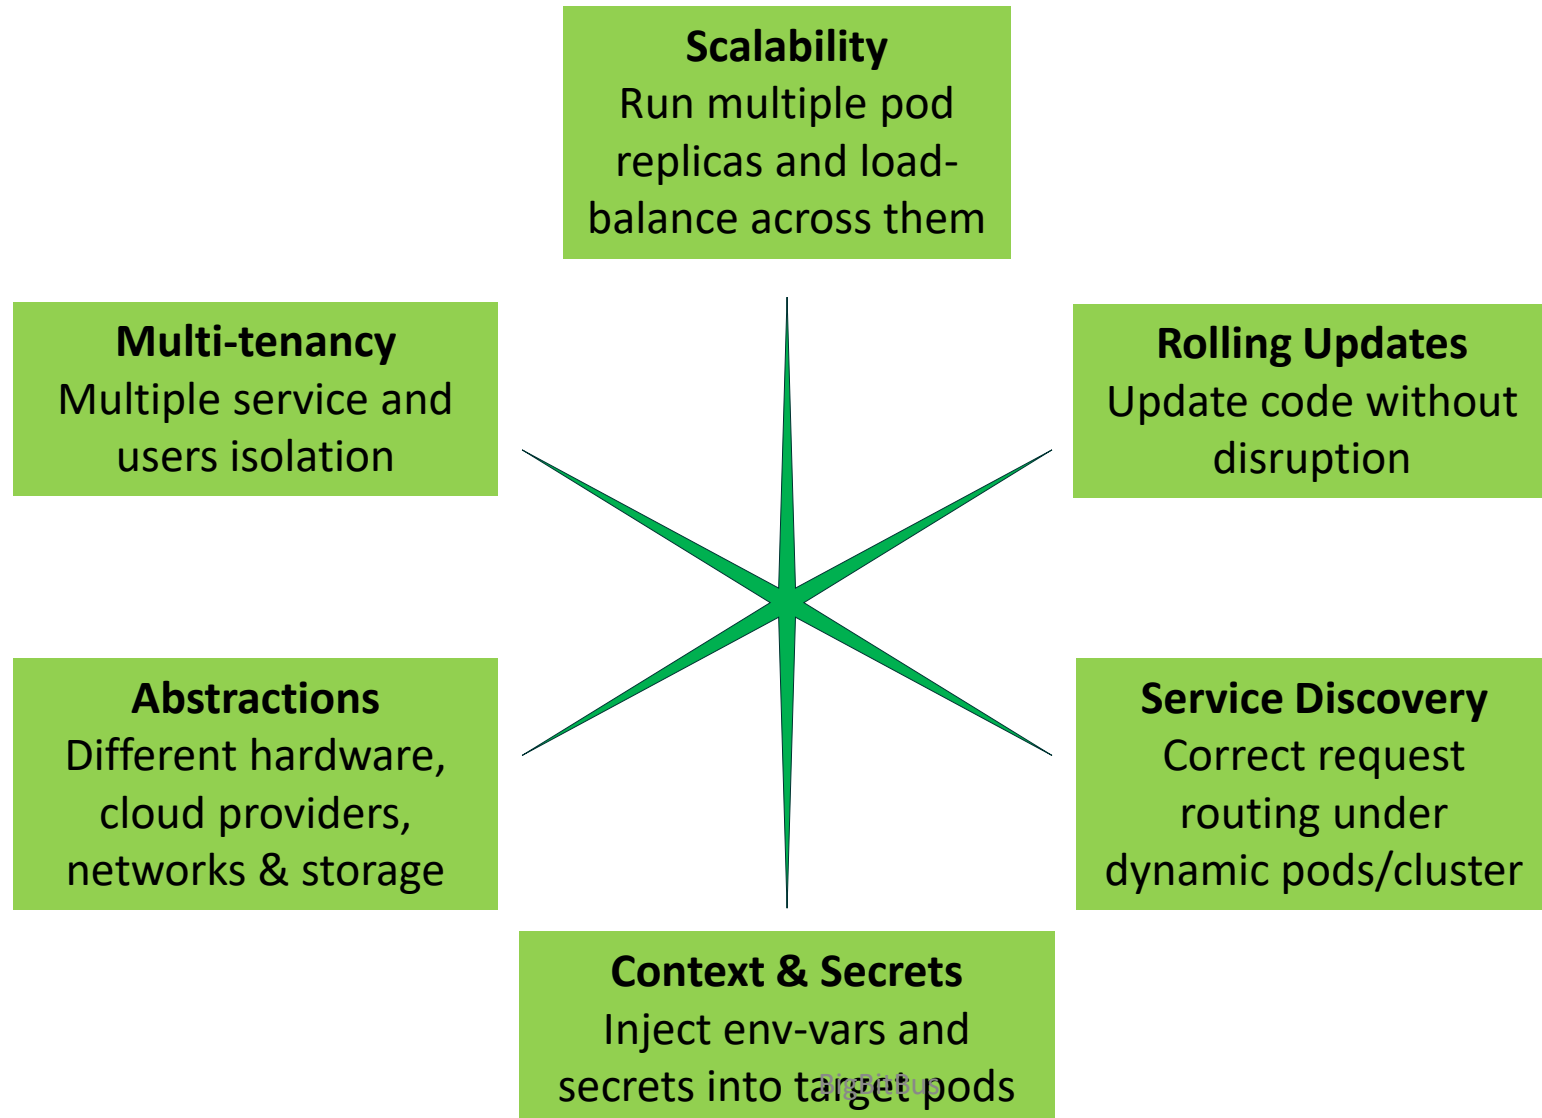 Scalability
Run multiple pod
replicas and load-
balance across them
Multi-tenancy
Multiple service and
users isolation
Rolling Updates
Update code without
disruption
Abstractions
Different hardware,
cloud providers,
networks & storage
Service Discovery
Correct request
routing under
dynamic pods/cluster
Context & Secrets
Inject env-vars and
secrets into target pods
BigBitBus